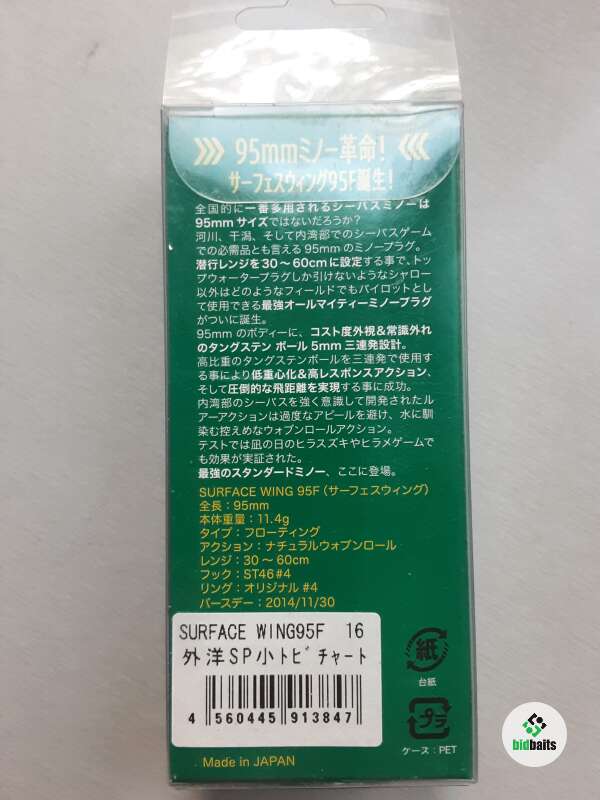 95mmミノー革命!
サーフェスウィング95F誕生!
全国的に一番多用されるシーバスミノーは
95mmサイズではないだろうか?
河川、干潟、そして内湾部でのシーバスゲーム
での必需品とも言える95mmのミノープラグ。
潜行レンジを30〜60cmに設定する事で、トッ
プウォータープラグしか引けないようなシャロー
以外はどのようなフィールドでもパイロットとし
て使用できる最強オールマイティーミノープラグ
がついに誕生。
95mmのボディーに、コスト度外視&常識外れ
のタングステン ボール5mm三連発設計。
高比重のタングステンボールを三連発で使用す
る事により低重心化&高レスポンスアクション、
そして圧倒的な飛距離を実現する事に成功。
内湾部のシーバスを強く意識して開発されたル
アーアクションは過度なアピールを避け、水に馴
染む控えめなウォブンロールアクション。
テストでは凪の日のヒラスズキやヒラメゲームで
も効果が実証された。
最強のスタンダードミノー、ここに登場。
SURFACE WING 95F(サーフェスウィング)
全長:95mm
本体重量:11.4g
タイプ:フローティング
アクション:ナチュラルウォブンロール
レンジ:30〜60cm
フック:ST46#4
リング:オリジナル#4
バースデー:2014/11/30
SURFACE WING95F 16
外洋SP小トビチャート
4 560445 913847
Made in JAPAN
紙
台紙
プラ
ケース:PET
bidbaits